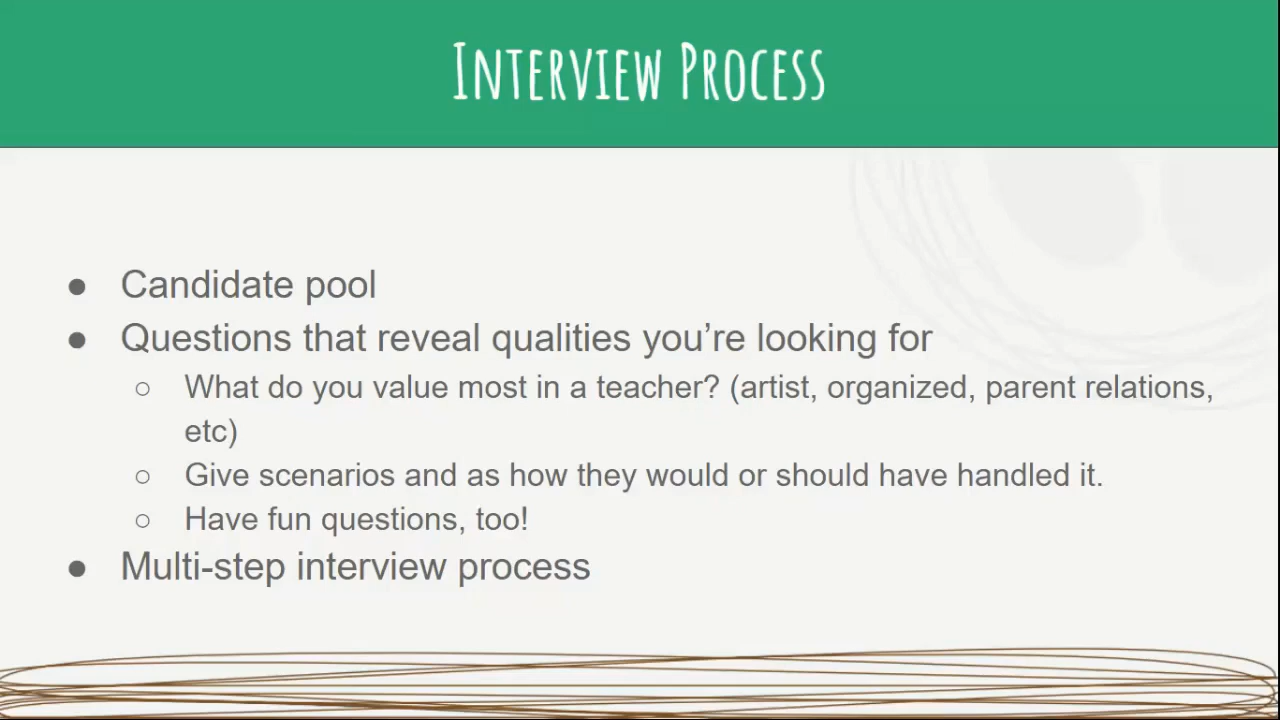 INTERVIEW PROCESS
● Candidate pool
● Questions that reveal qualities you’re looking for
○ What do you value most in a teacher? (artist, organized, parent relations,
etc)
○ Give scenarios and as how they would or should have handled it.
○ Have fun questions, too!
● Multi-step interview process